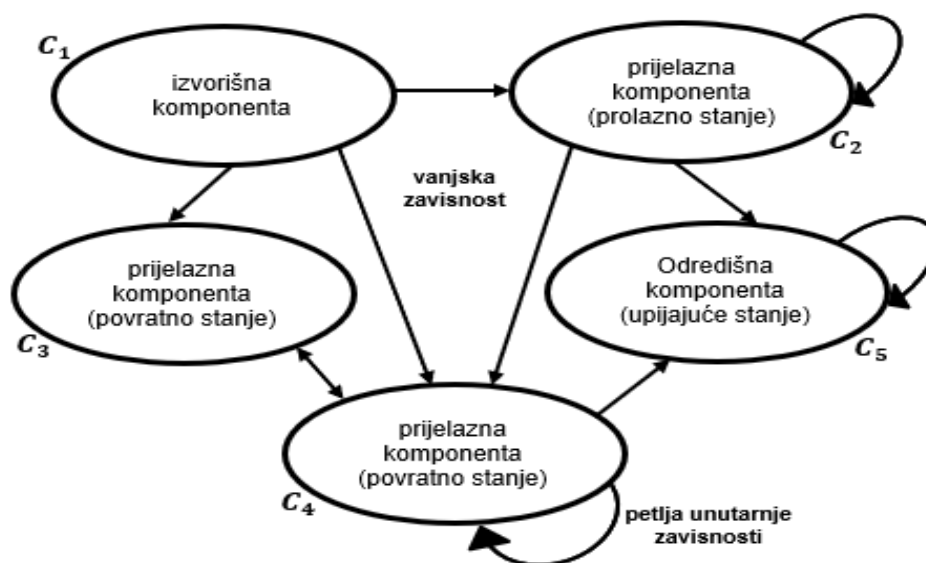 C₁
izvorišna
komponenta
prijelazna
komponenta
(prolazno stanje)
C₂
vanjska
zavisnost
prijelazna
komponenta
(povratno stanje)
C₃
Odredišna
komponenta
(upijajuće stanje)
C₅
prijelazna
komponenta
(povratno stanje)
C₄
petlja unutarnje
zavisnosti